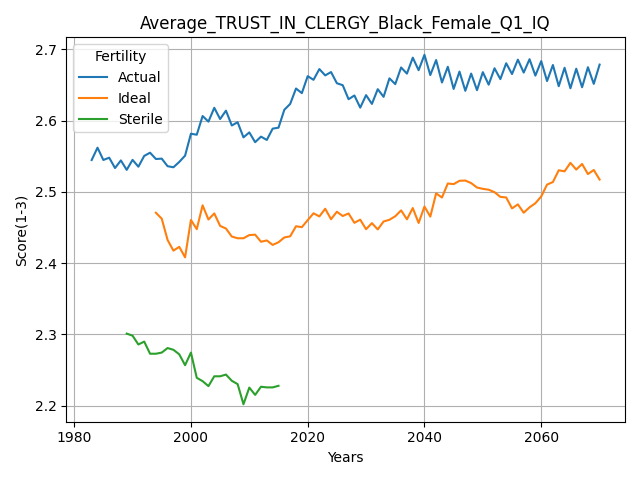 Average_TRUST_IN_CLERGY_Black_Female_Q1_IQ
Fertility
Actual
Ideal
Sterile
Score(1-3)
2.7
2.6
2.5
2.4
2.3
2.2
1980
2000
2020
2040
2060
Years